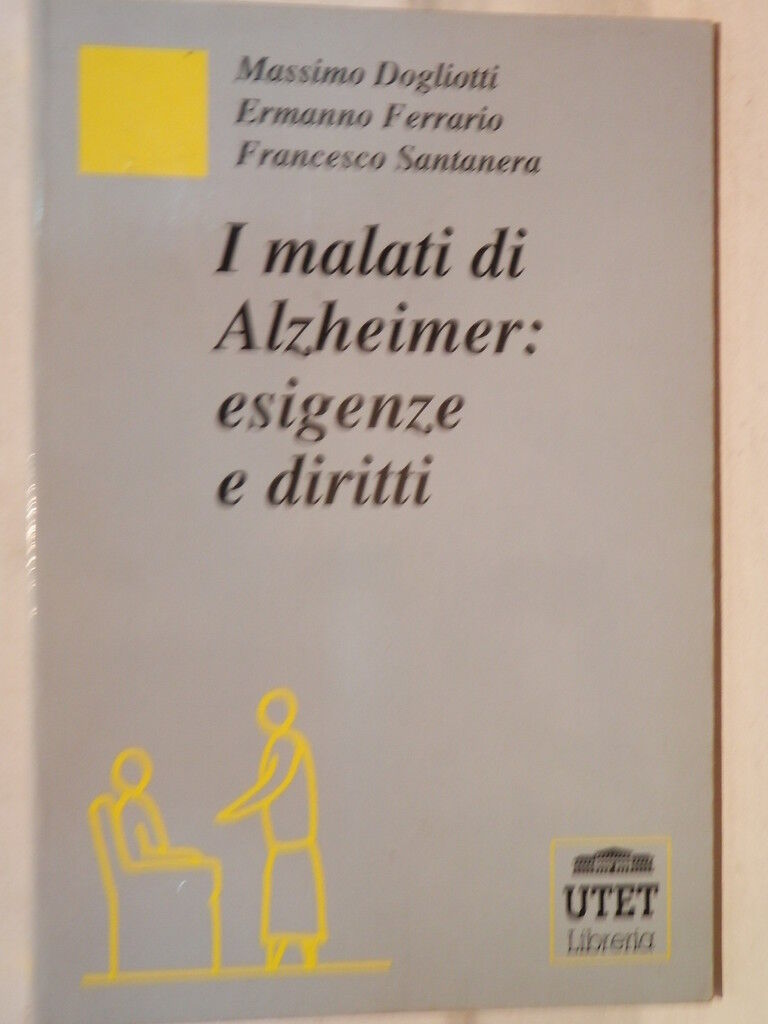 Massimo Dogliotti
Ermanno Ferrario
Francesco Santanera
I malati di
Alzheimer:
esigenze
e diritti
UTET
Libreria